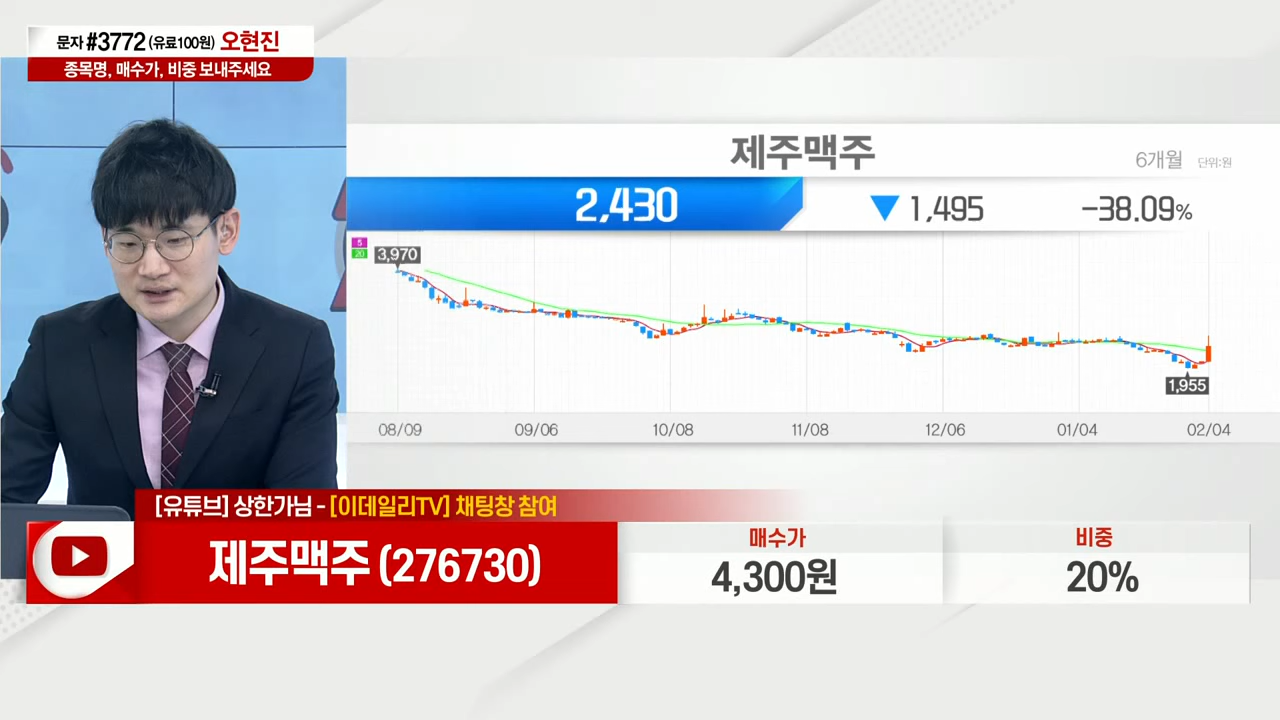 문자 #3772 (유료100원) 오현진
종목명, 매수가, 비중 보내주세요
제주맥주
6개월 단위:원
2,430 ▼ 1,495 -38.09%
5
20
3,970
1,955
08/09 09/06 10/08 11/08 12/06 01/04 02/04
[유튜브] 상한가님 - [이데일리TV] 채팅창 참여
제주맥주 (276730)
매수가 비중
4,300원 20%